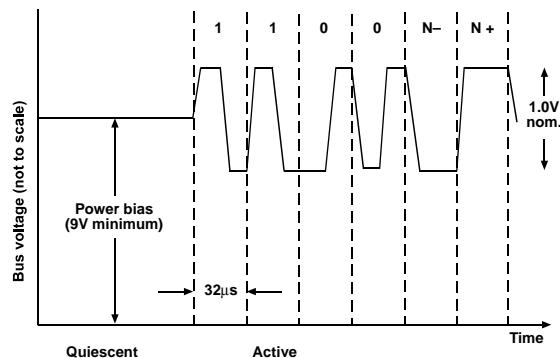 1 1 0 0 N– N +
Bus voltage (not to scale)
1.0V
nom.
Power bias
(9V minimum)
32μs
Time
Quiescent Active